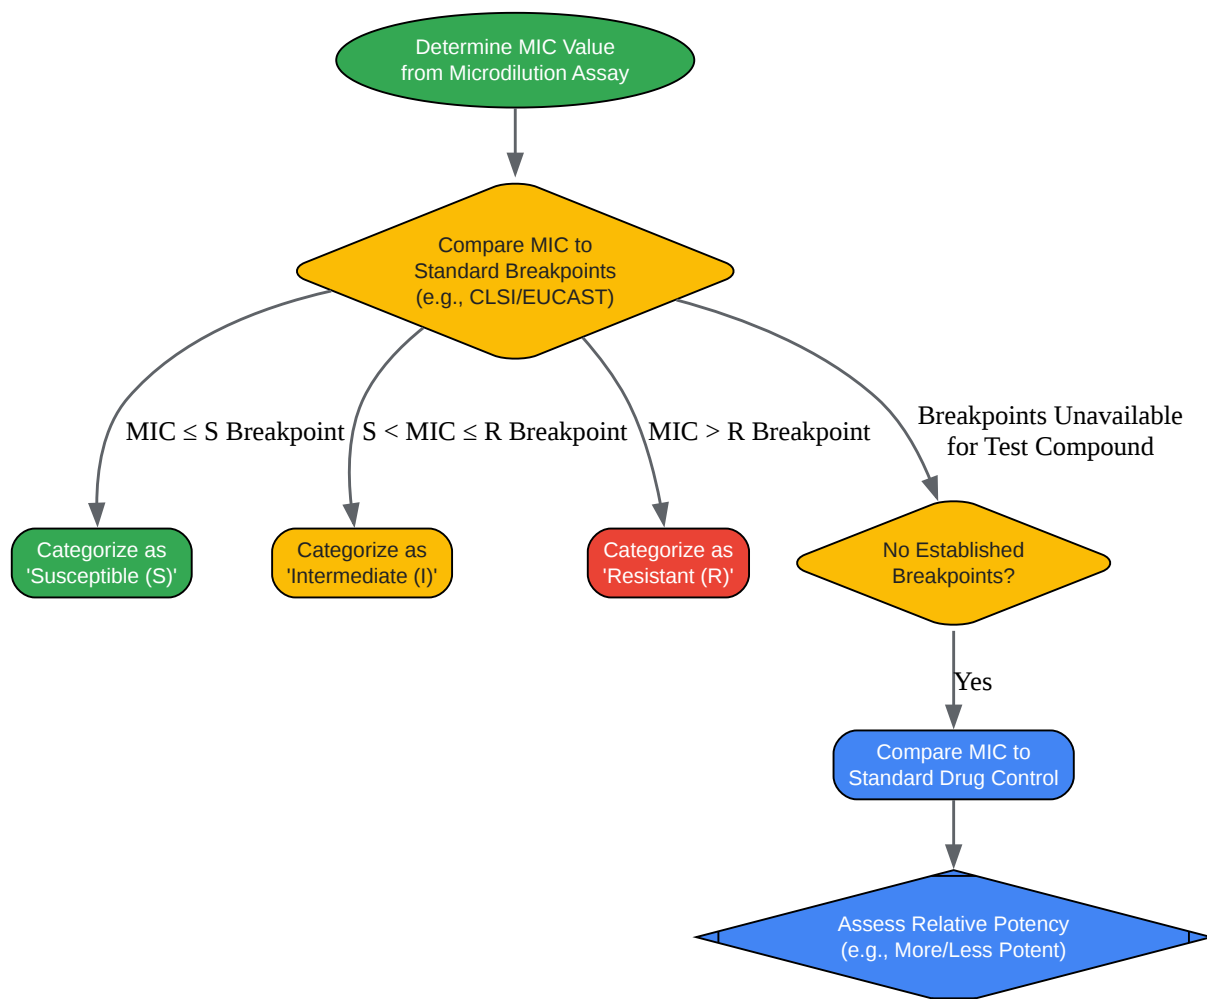 Determine MIC Value
from Microdilution Assay
Compare MIC to
Standard Breakpoints
(e.g., CLSI/EUCAST)
MIC ≤ S Breakpoint
S < MIC ≤ R Breakpoint
MIC > R Breakpoint
Breakpoints Unavailable
for Test Compound
Categorize as
'Susceptible (S)'
Categorize as
'Intermediate (I)'
Categorize as
'Resistant (R)'
No Established
Breakpoints?
Yes
Compare MIC to
Standard Drug Control
Assess Relative Potency
(e.g., More/Less Potent)